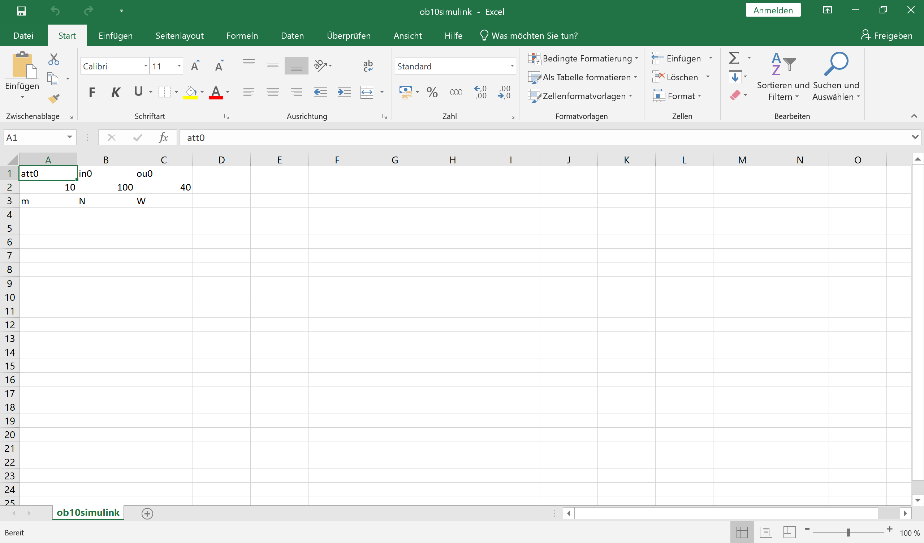 ob10simulink - Excel
Anmelden
Datei Start Einfügen Seitenlayout Formeln Daten Überprüfen Ansicht Hilfe Was möchten Sie tun? Freigeben
Einfügen
Calibri 11 A A
F K U A
ab
Standard
% 000 ,00 ,00
Bedingte Formatierung
Als Tabelle formatieren
Zellenformatvorlagen
Einfügen
Löschen
Format
Σ
A
Z
Sortieren und Filtern
Suchen und Auswählen
Zwischenablage Schriftart Ausrichtung Zahl Formatvorlagen Zellen Bearbeiten
A1 fx att0
A B C D E F G H I J K L M N O
1 att0 in0 ou0
2 10 100 40
3 m N W
4
5
6
7
8
9
10
11
12
13
14
15
16
17
18
19
20
21
22
23
24
25
ob10simulink
Bereit 100 %